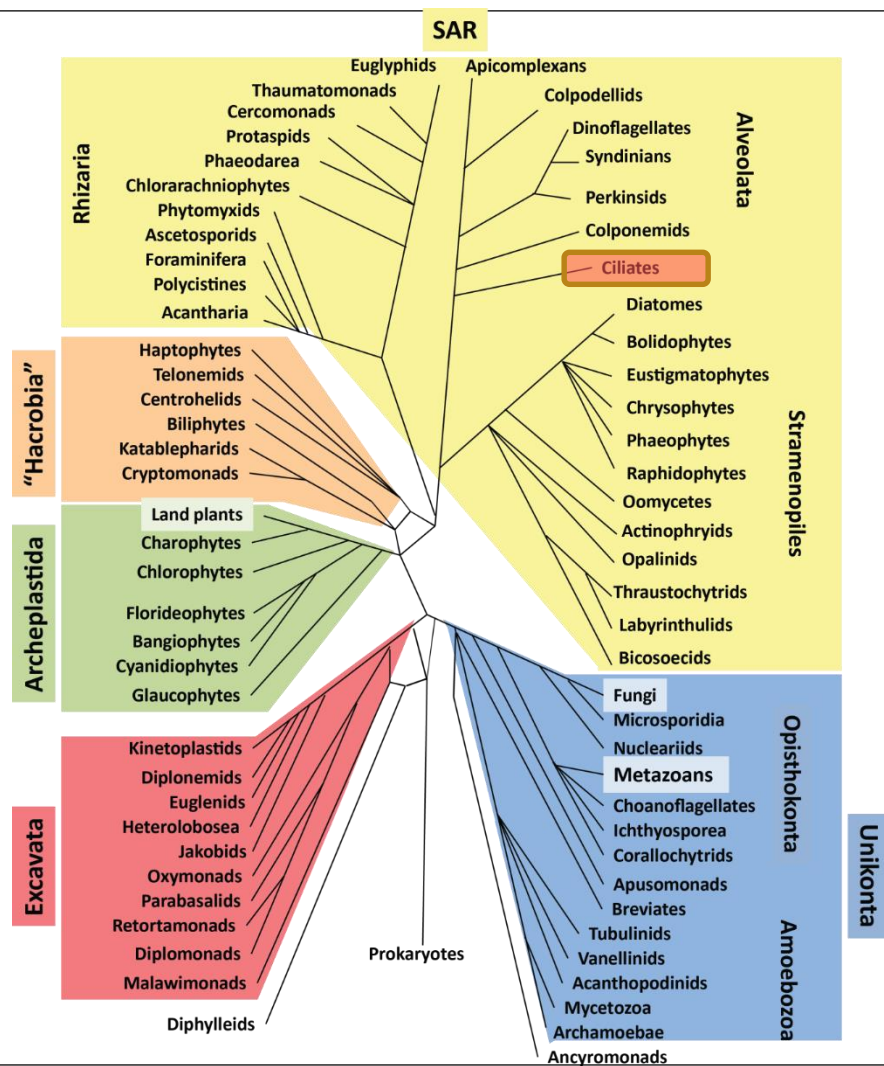 SAR
Euglyphids
Apicomplexans
Thaumatomonads
Colpodellids
Cercomonads
Dinoflagellates
Protaspids
Syndinians
Phaeodarea
Chlorarachniophytes
Perkinsids
Phytomyxids
Colponemids
Ascetosporids
Foraminifera
Ciliates
Polycistines
Acantharia
Rhizaria
Alveolata
Diatomes
Bolidophytes
Eustigmatophytes
Chrysophytes
Phaeophytes
Raphidophytes
Oomycetes
Actinophryids
Opalinids
Thraustochytrids
Labyrinthulids
Bicosoecids
Stramenopiles
"Hacrobia"
Haptophytes
Telonemids
Centrohelids
Biliphytes
Katablepharids
Cryptomonads
Archeplastida
Land plants
Charophytes
Chlorophytes
Florideophytes
Bangiophytes
Cyanidiophytes
Glaucophytes
Excavata
Kinetoplastids
Diplonemids
Euglenids
Heterolobosea
Jakobids
Oxymonads
Parabasalids
Retortamonads
Diplomonads
Malawimonads
Diphylleids
Prokaryotes
Fungi
Microsporidia
Nucleariids
Metazoans
Choanoflagellates
Ichthyosporea
Corallochytrids
Apusomonads
Breviates
Tubulinids
Vanellinids
Acanthopodinids
Mycetozoa
Archamoebae
Ancyromonads
Opisthokonta
Amoebozoa
Unikonta